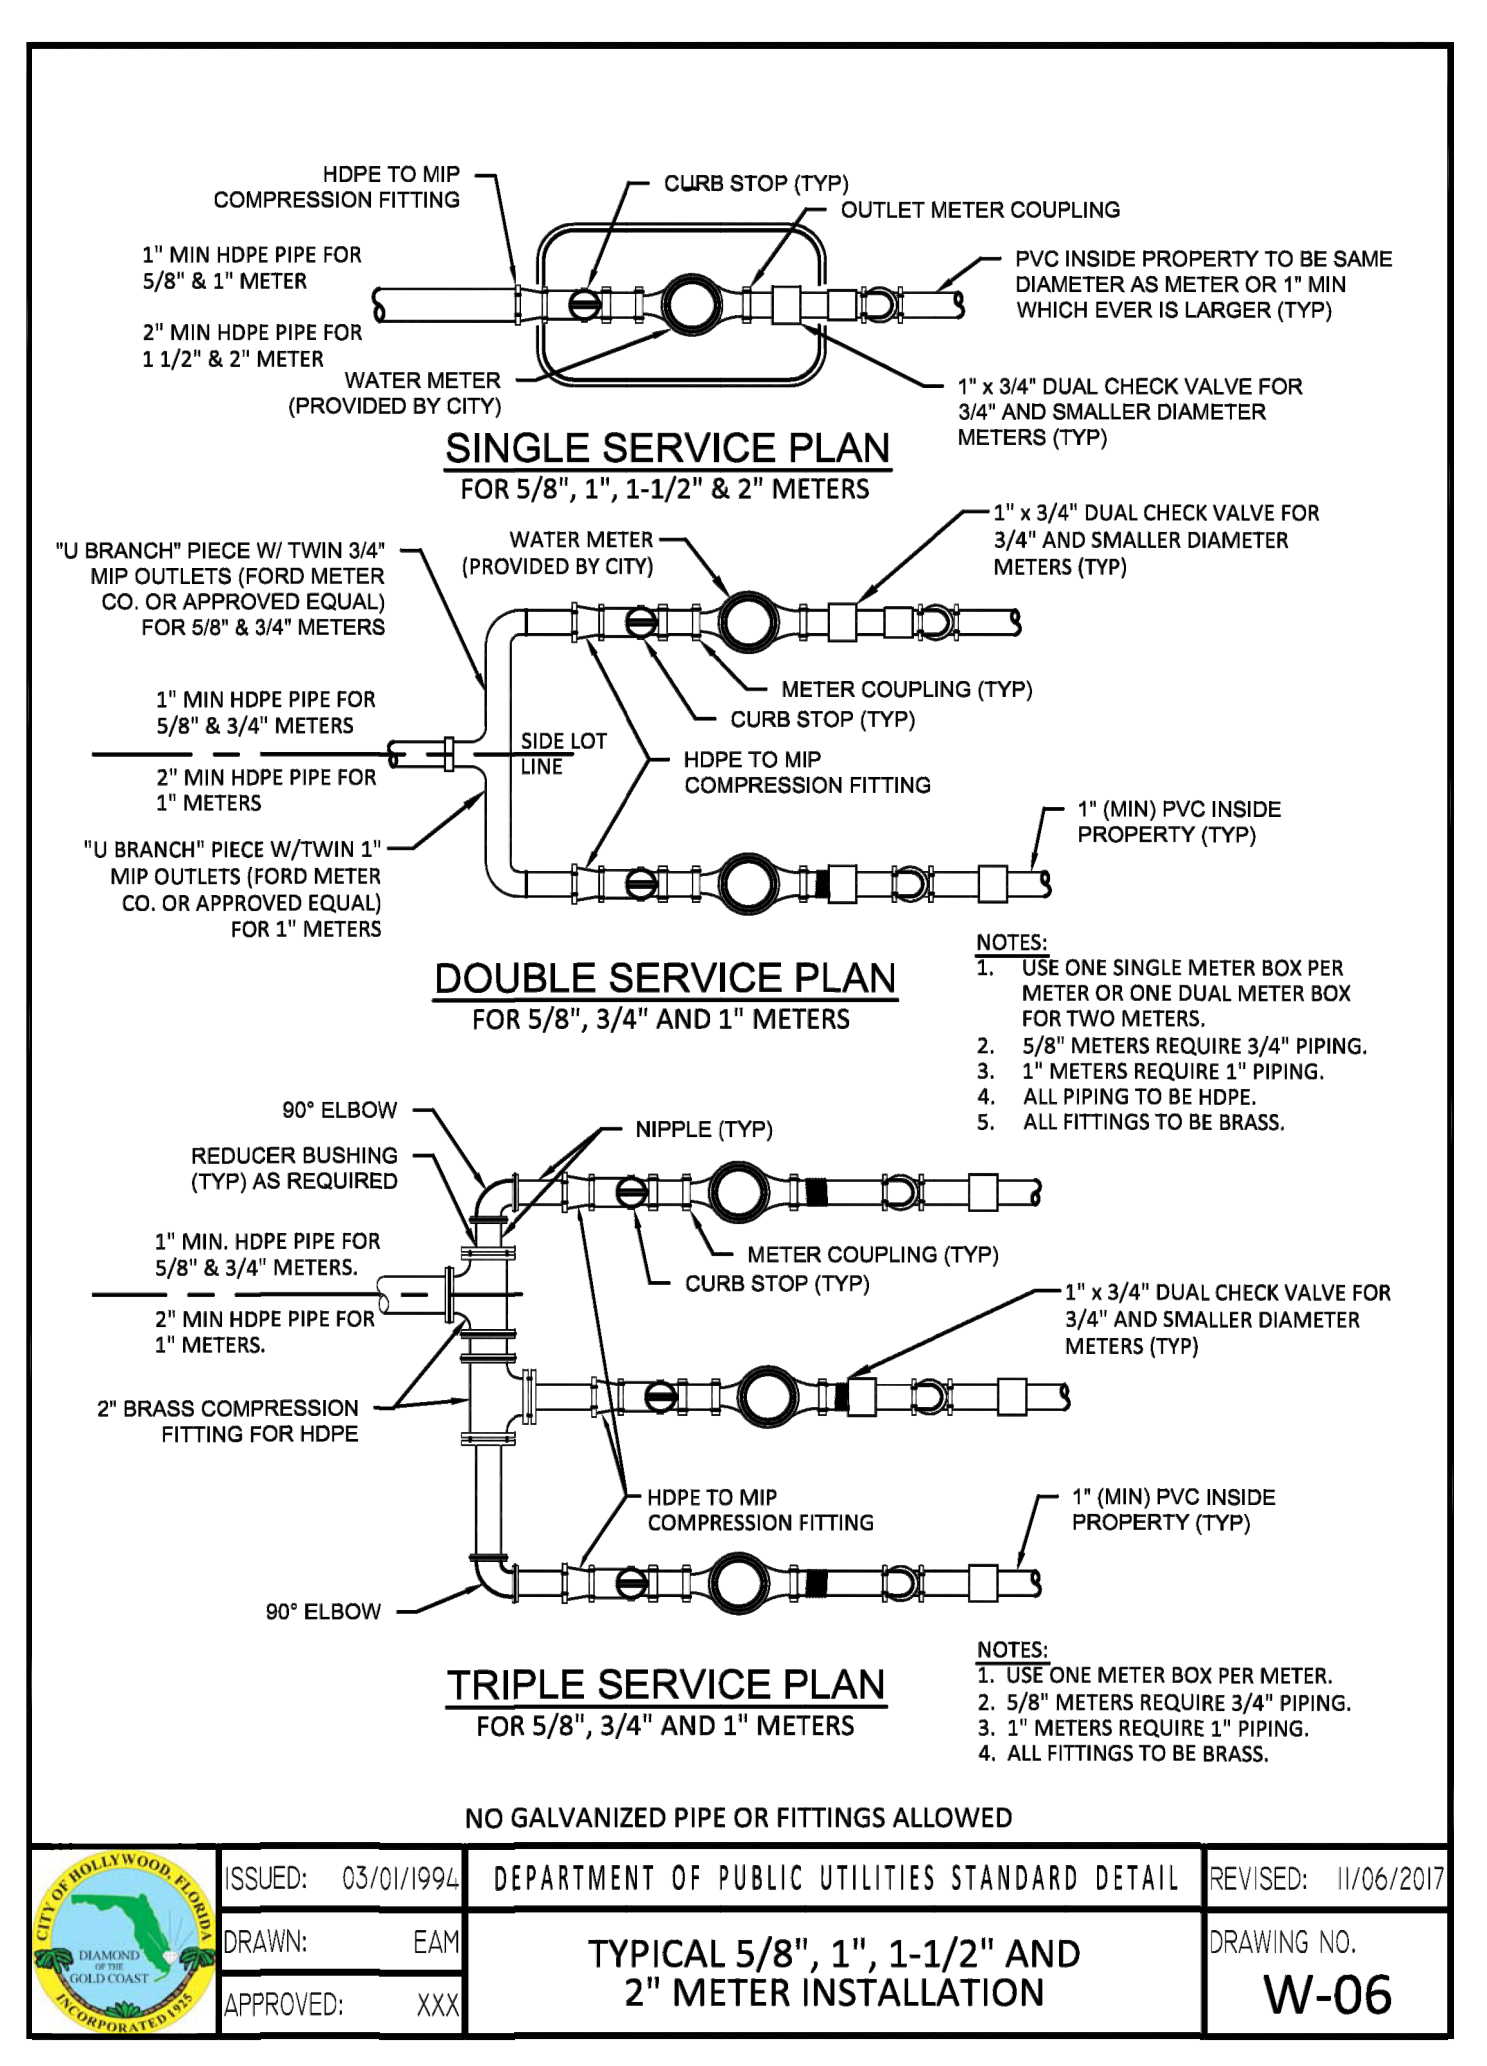 HDPE TO MIP
COMPRESSION FITTING
CURB STOP (TYP)
OUTLET METER COUPLING
1" MIN HDPE PIPE FOR
5/8" & 1" METER
PVC INSIDE PROPERTY TO BE SAME
DIAMETER AS METER OR 1" MIN
WHICH EVER IS LARGER (TYP)
2" MIN HDPE PIPE FOR
1 1/2" & 2" METER
WATER METER
(PROVIDED BY CITY)
1" x 3/4" DUAL CHECK VALVE FOR
3/4" AND SMALLER DIAMETER
METERS (TYP)
SINGLE SERVICE PLAN
FOR 5/8", 1", 1-1/2" & 2" METERS
"U BRANCH" PIECE W/ TWIN 3/4"
MIP OUTLETS (FORD METER
CO. OR APPROVED EQUAL)
FOR 5/8" & 3/4" METERS
WATER METER
(PROVIDED BY CITY)
1" x 3/4" DUAL CHECK VALVE FOR
3/4" AND SMALLER DIAMETER
METERS (TYP)
METER COUPLING (TYP)
CURB STOP (TYP)
1" MIN HDPE PIPE FOR
5/8" & 3/4" METERS
SIDE LOT
LINE
2" MIN HDPE PIPE FOR
1" METERS
HDPE TO MIP
COMPRESSION FITTING
1" (MIN) PVC INSIDE
PROPERTY (TYP)
"U BRANCH" PIECE W/TWIN 1"
MIP OUTLETS (FORD METER
CO. OR APPROVED EQUAL)
FOR 1" METERS
DOUBLE SERVICE PLAN
FOR 5/8", 3/4" AND 1" METERS
NOTES:
1. USE ONE SINGLE METER BOX PER
METER OR ONE DUAL METER BOX
FOR TWO METERS.
2. 5/8" METERS REQUIRE 3/4" PIPING.
3. 1" METERS REQUIRE 1" PIPING.
4. ALL PIPING TO BE HDPE.
5. ALL FITTINGS TO BE BRASS.
90° ELBOW
NIPPLE (TYP)
REDUCER BUSHING
(TYP) AS REQUIRED
1" MIN. HDPE PIPE FOR
5/8" & 3/4" METERS.
METER COUPLING (TYP)
CURB STOP (TYP)
2" MIN HDPE PIPE FOR
1" METERS.
1" x 3/4" DUAL CHECK VALVE FOR
3/4" AND SMALLER DIAMETER
METERS (TYP)
2" BRASS COMPRESSION
FITTING FOR HDPE
HDPE TO MIP
COMPRESSION FITTING
1" (MIN) PVC INSIDE
PROPERTY (TYP)
90° ELBOW
TRIPLE SERVICE PLAN
FOR 5/8", 3/4" AND 1" METERS
NOTES:
1. USE ONE METER BOX PER METER.
2. 5/8" METERS REQUIRE 3/4" PIPING.
3. 1" METERS REQUIRE 1" PIPING.
4. ALL FITTINGS TO BE BRASS.
NO GALVANIZED PIPE OR FITTINGS ALLOWED
CITY OF HOLLYWOOD, FLORIDA
DIAMOND
OF THE
GOLD COAST
INCORPORATED 1925
ISSUED: 03/01/1994
DRAWN: EAM
APPROVED: XXX
DEPARTMENT OF PUBLIC UTILITIES STANDARD DETAIL
TYPICAL 5/8", 1", 1-1/2" AND
2" METER INSTALLATION
REVISED: 11/06/2017
DRAWING NO.
W-06